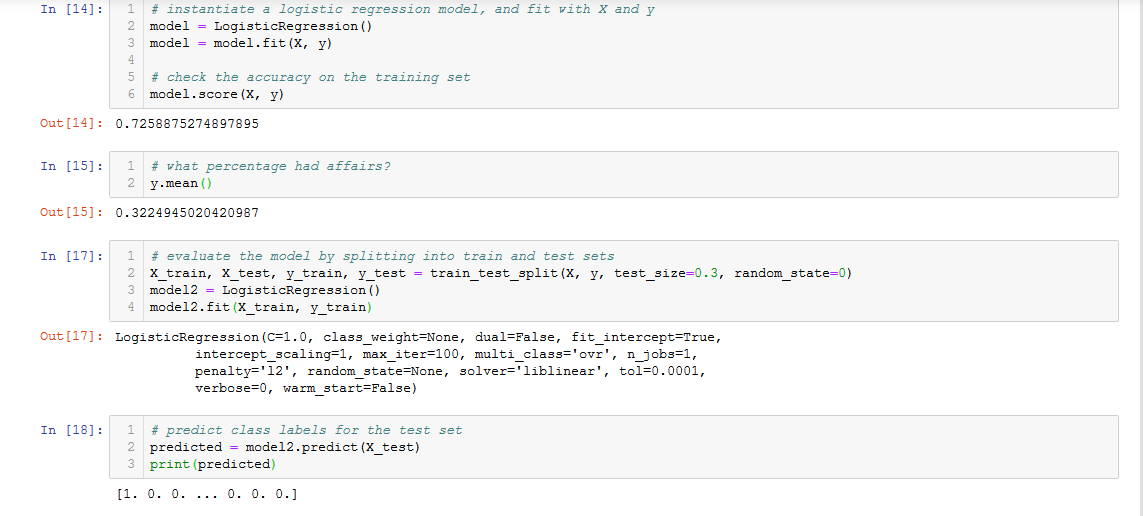 In [14]:
1 # instantiate a logistic regression model, and fit with X and y
2 model = LogisticRegression()
3 model = model.fit(X, y)
4
5 # check the accuracy on the training set
6 model.score(X, y)
Out[14]: 0.7258875274897895
In [15]:
1 # what percentage had affairs?
2 y.mean()
Out[15]: 0.3224945020420987
In [17]:
1 # evaluate the model by splitting into train and test sets
2 X_train, X_test, y_train, y_test = train_test_split(X, y, test_size=0.3, random_state=0)
3 model2 = LogisticRegression()
4 model2.fit(X_train, y_train)
Out[17]: LogisticRegression(C=1.0, class_weight=None, dual=False, fit_intercept=True,
intercept_scaling=1, max_iter=100, multi_class='ovr', n_jobs=1,
penalty='l2', random_state=None, solver='liblinear', tol=0.0001,
verbose=0, warm_start=False)
In [18]:
1 # predict class labels for the test set
2 predicted = model2.predict(X_test)
3 print(predicted)
[1. 0. 0. ... 0. 0. 0.]